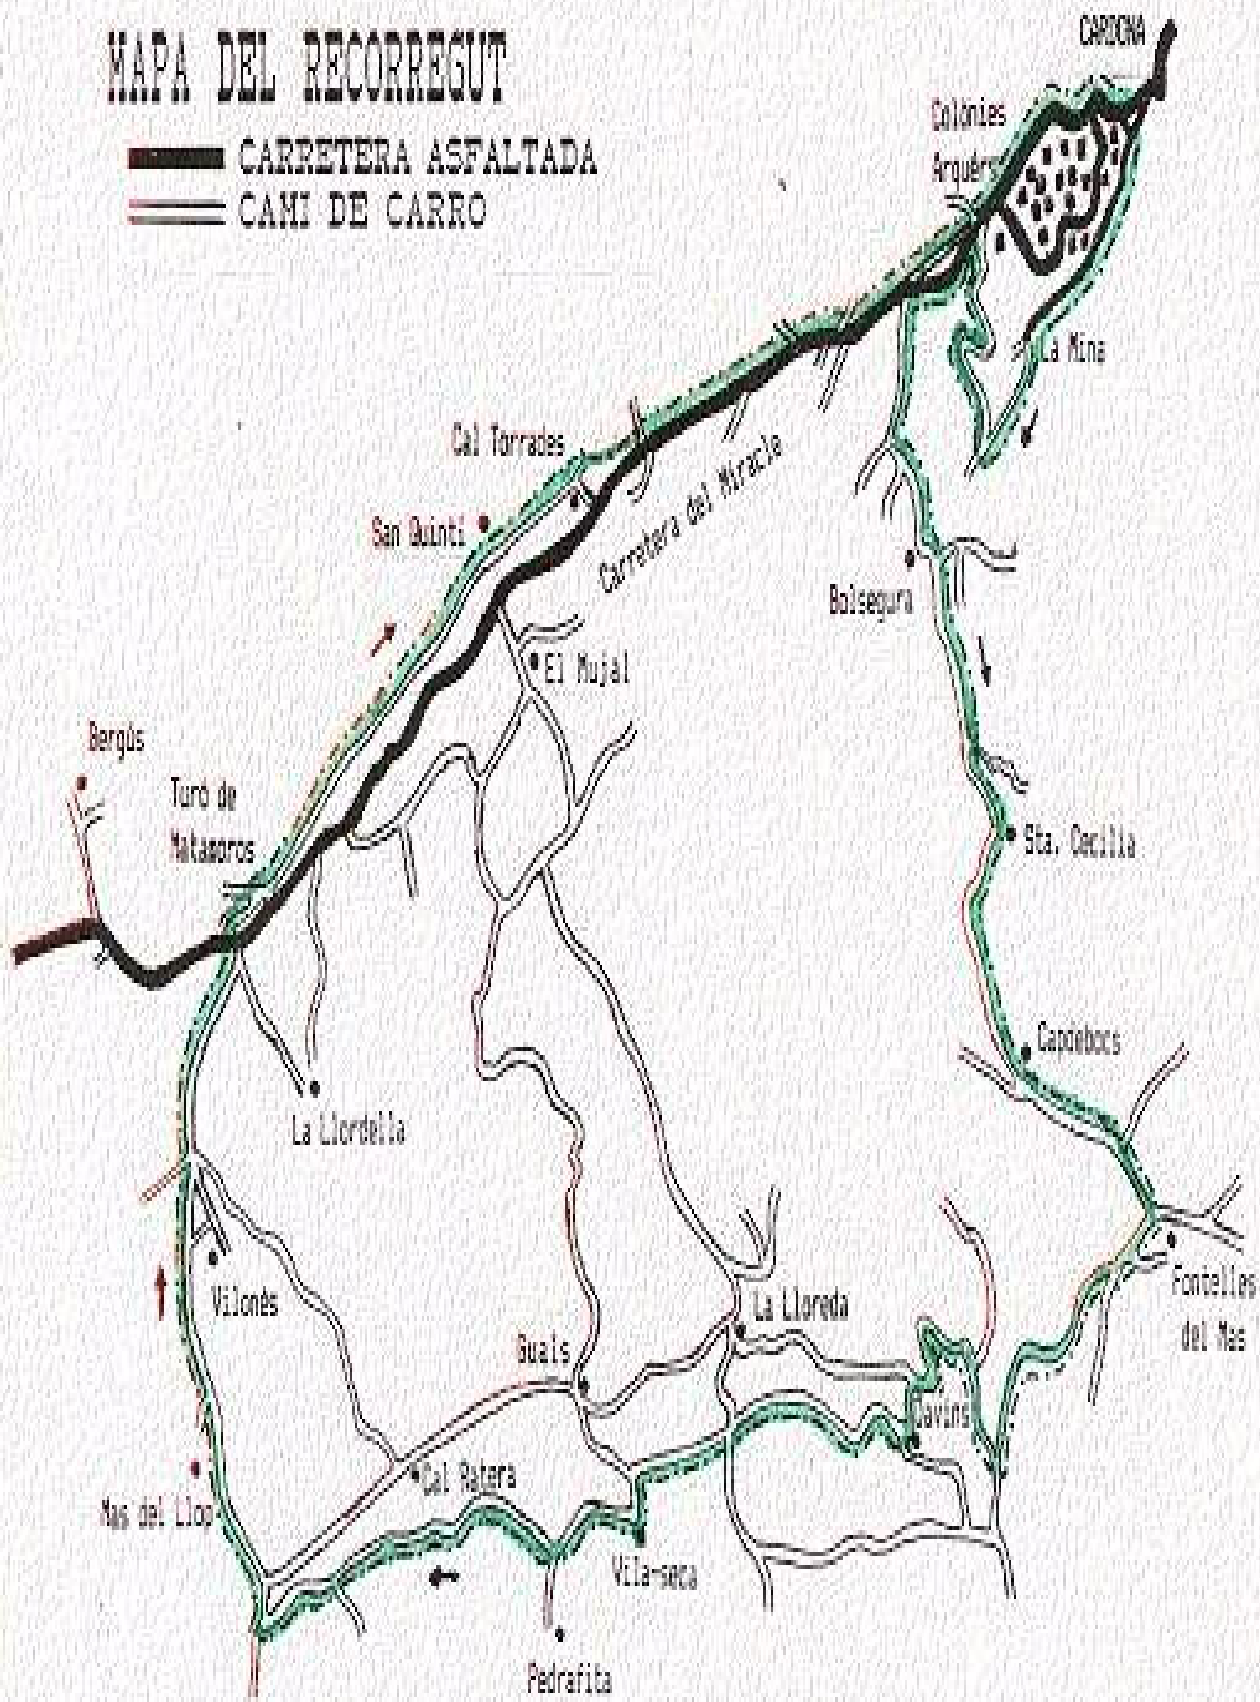 MAPA DEL RECORREGUT
CARRETERA ASFALTADA
CAMI DE CARRO
CARDONA
Colònies
Arquers
La Mina
Cal Torrades
San Quintí
Carretera del Miracle
Bolsegura
El Mujal
Bergús
Turó de
Matamoros
Sta. Cecilia
Capdebocs
La Llordella
Vilonès
Fontelles
del Mas
La Lloreda
Guals
Davins
Cal Ratera
Mas del Llop
Vila-seca
Pedrafita